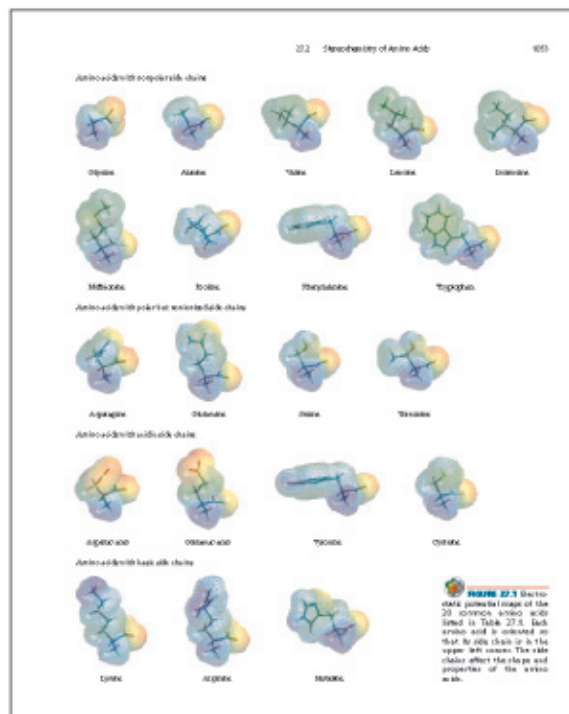 27.2 Stereochemistry of Amino Acids 1053
Amino acids with nonpolar side chains
Glycine Alanine Valine Leucine Isoleucine
Methionine Proline Phenylalanine Tryptophan
Amino acids with polar but nonionized side chains
Asparagine Glutamine Serine Threonine
Amino acids with acidic side chains
Aspartic acid Glutamic acid Tyrosine Cysteine
Amino acids with basic side chains
Lysine Arginine Histidine
FIGURE 27.1 Electro-
static potential maps of the
20 common amino acids
listed in Table 27.1. Each
amino acid is oriented so
that its side chain is in the
upper left corner. The side
chains affect the shape and
properties of the amino
acids.